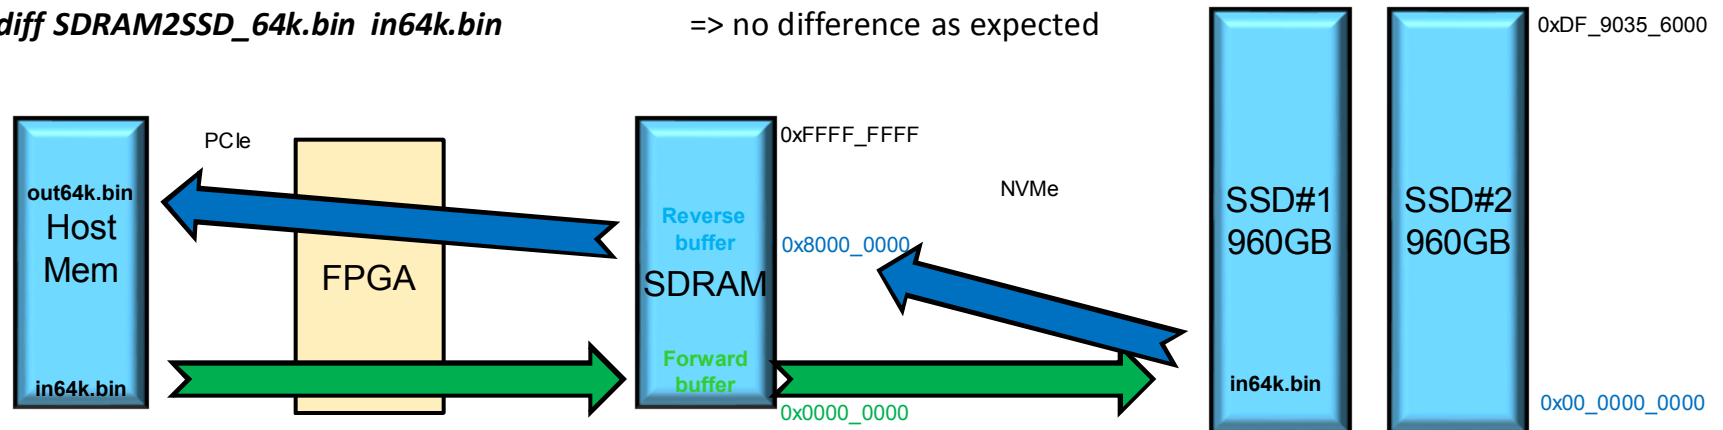 diff SDRAM2SSD_64k.bin in64k.bin => no difference as expected
0xDF_9035_6000
PCIe
0xFFFF_FFFF
NVMe
out64k.bin
Host
Mem
in64k.bin
FPGA
Reverse
buffer
0x8000_0000
SDRAM
Forward
buffer
0x0000_0000
SSD#1
960GB
in64k.bin
SSD#2
960GB
0x00_0000_0000